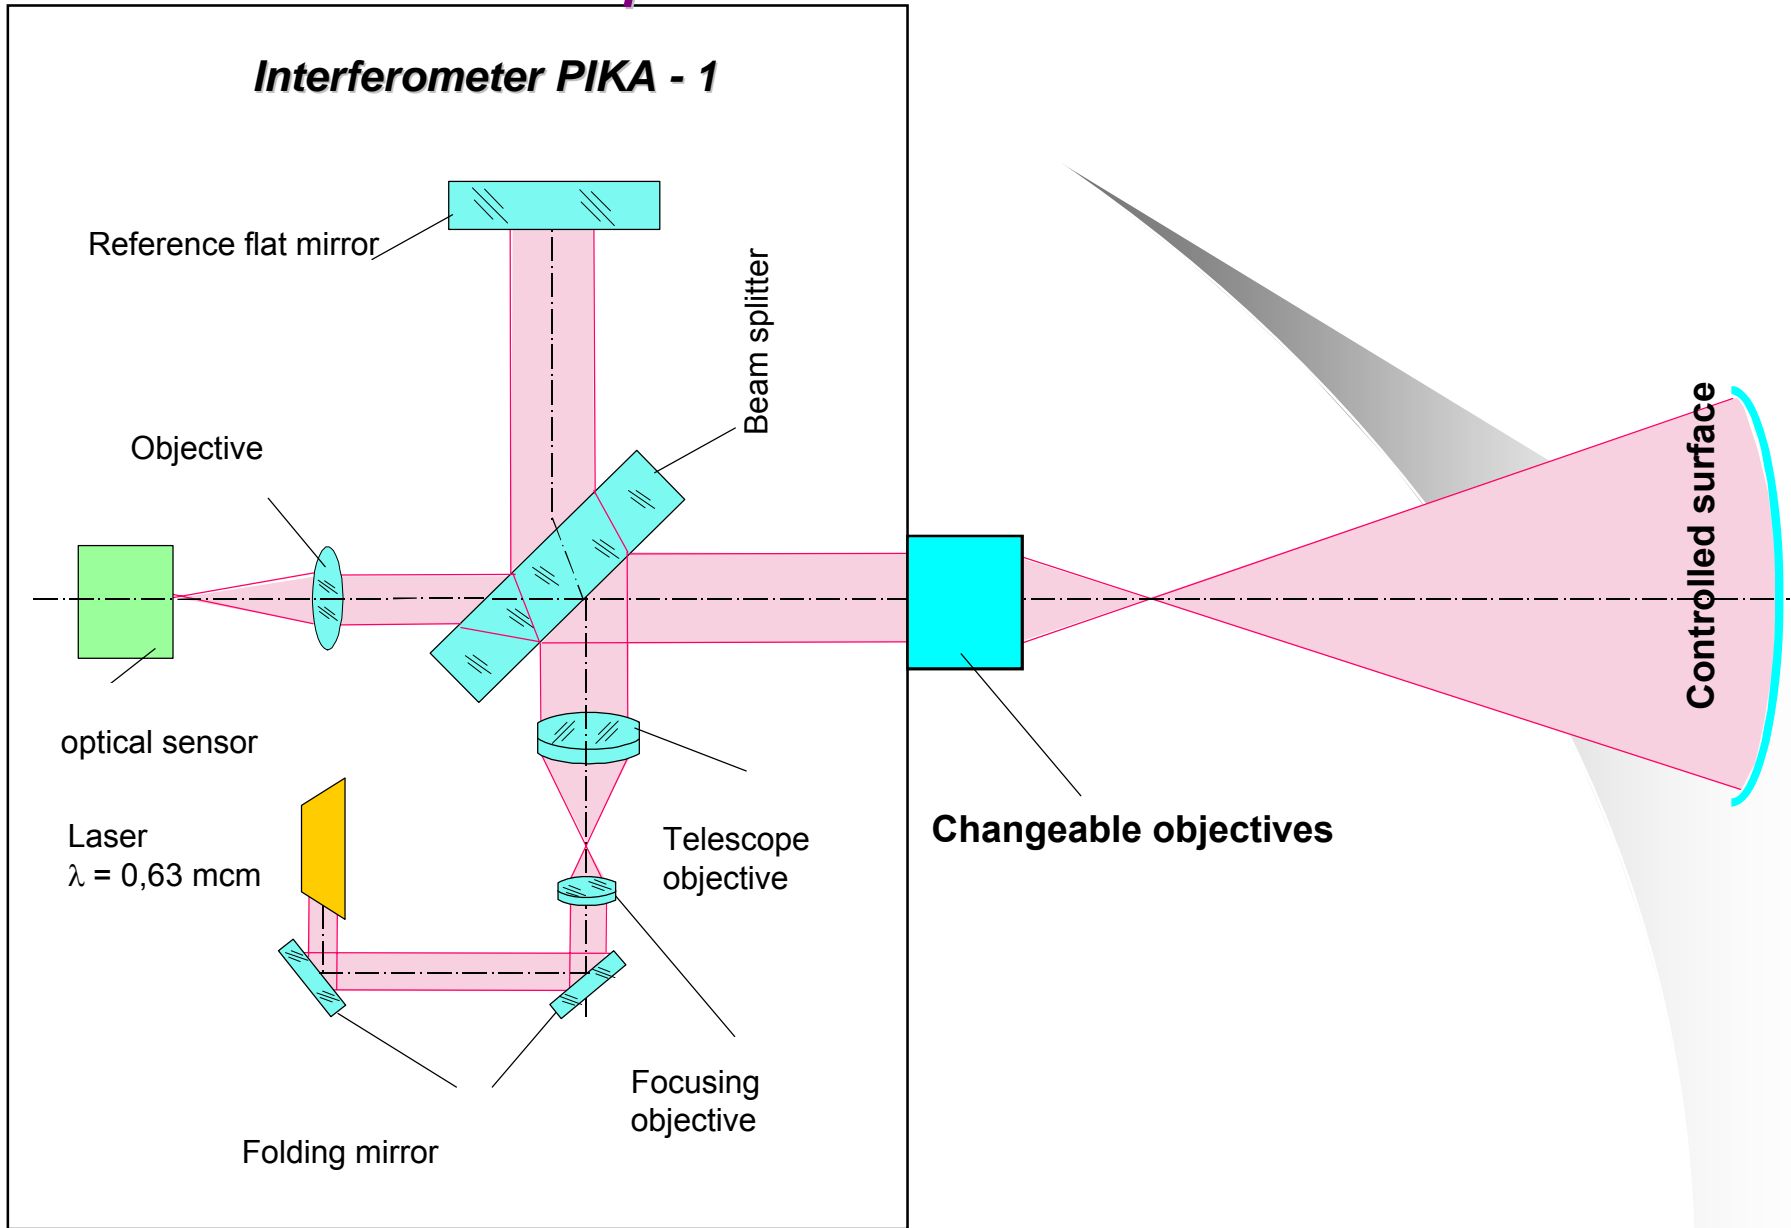 Interferometer PIKA - 1
Reference flat mirror
Beam splitter
Objective
Controlled surface
optical sensor
Laser
λ = 0,63 mcm
Telescope
objective
Changeable objectives
Focusing
objective
Folding mirror